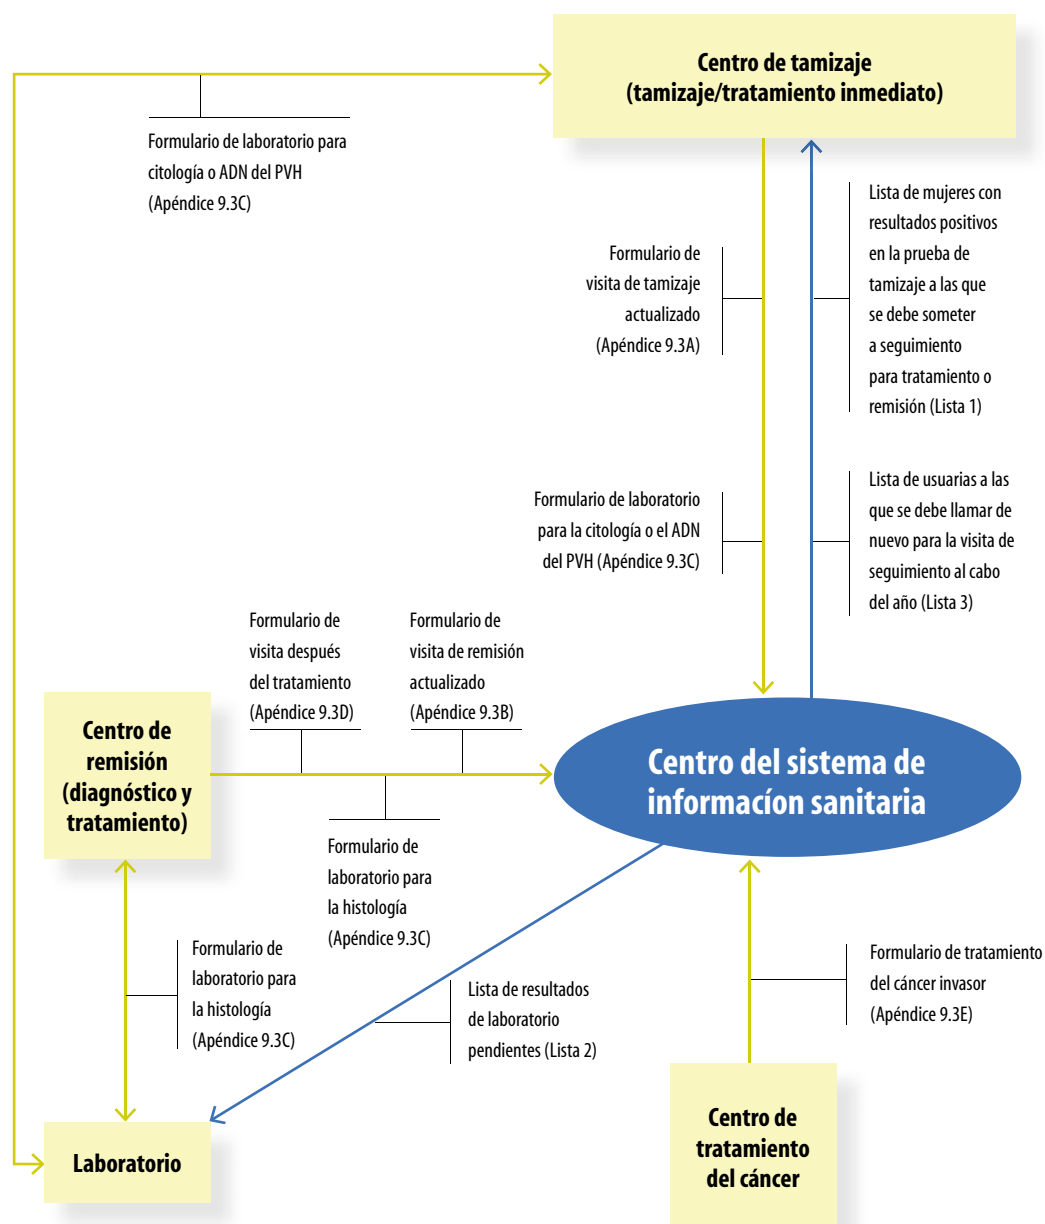 Centro de tamizaje
(tamizaje/tratamiento inmediato)
Formulario de laboratorio para
citología o ADN del PVH
(Apéndice 9.3C)
Formulario de
visita de tamizaje
actualizado
(Apéndice 9.3A)
Lista de mujeres con
resultados positivos
en la prueba de
tamizaje a las que
se debe someter
a seguimiento
para tratamiento o
remisión (Lista 1)
Formulario de laboratorio
para la citología o el ADN
del PVH (Apéndice 9.3C)
Lista de usuarias a las
que se debe llamar de
nuevo para la visita de
seguimiento al cabo
del año (Lista 3)
Formulario de
visita después
del tratamiento
(Apéndice 9.3D)
Formulario de
visita de remisión
actualizado
(Apéndice 9.3B)
Centro de
remisión
(diagnóstico y
tratamiento)
Centro del sistema de
informacíon sanitaria
Formulario de
laboratorio para
la histología
(Apéndice 9.3C)
Formulario de
laboratorio para
la histología
(Apéndice 9.3C)
Lista de resultados
de laboratorio
pendientes (Lista 2)
Formulario de tratamiento
del cáncer invasor
(Apéndice 9.3E)
Laboratorio
Centro de
tratamiento
del cáncer